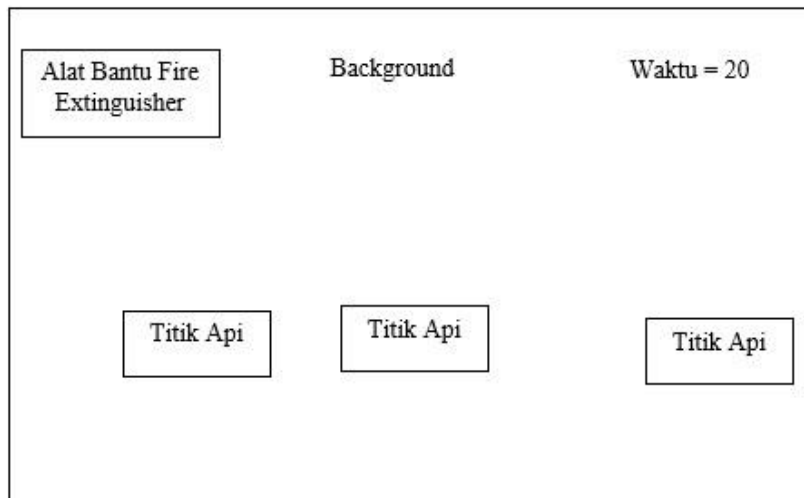 Alat Bantu Fire
Extinguisher
Background
Waktu = 20
Titik Api
Titik Api
Titik Api